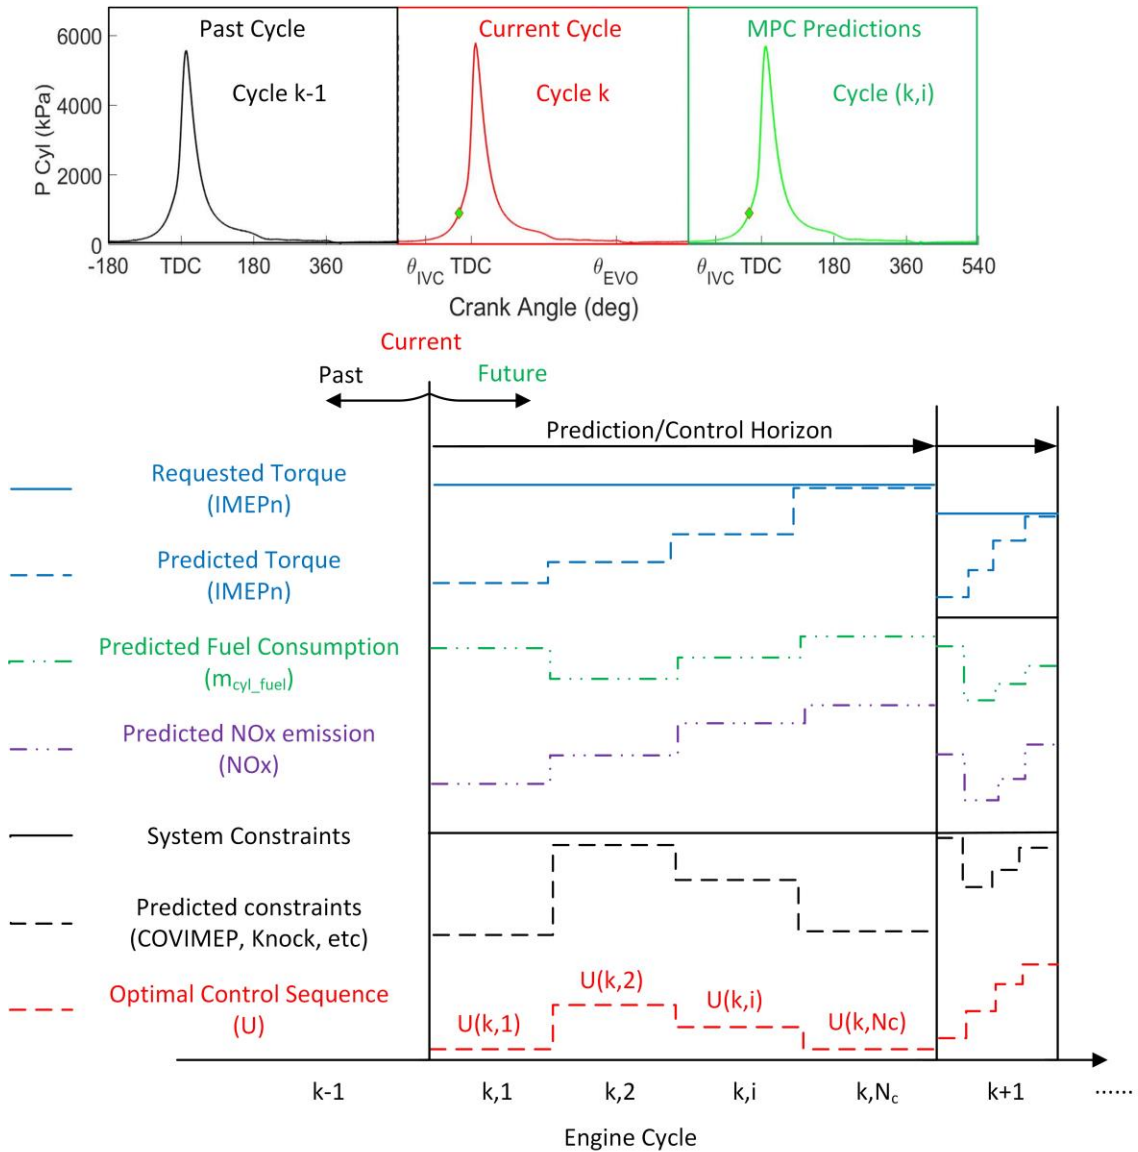 Past Cycle
Current Cycle
MPC Predictions
Cycle k-1
Cycle k
Cycle (k,i)
P Cyl (kPa)
6000
4000
2000
0
-180 TDC 180 360 θIVC TDC θEVO θIVC TDC 180 360 540
Crank Angle (deg)
Current
Past
Future
Prediction/Control Horizon
Requested Torque
(IMEPn)
Predicted Torque
(IMEPn)
Predicted Fuel Consumption
(mcyl_fuel)
Predicted NOx emission
(NOx)
System Constraints
Predicted constraints
(COVIMEP, Knock, etc)
Optimal Control Sequence
(U)
U(k,1)
U(k,2)
U(k,i)
U(k,Nc)
k-1 k,1 k,2 k,i k,Nc k+1 ······
Engine Cycle